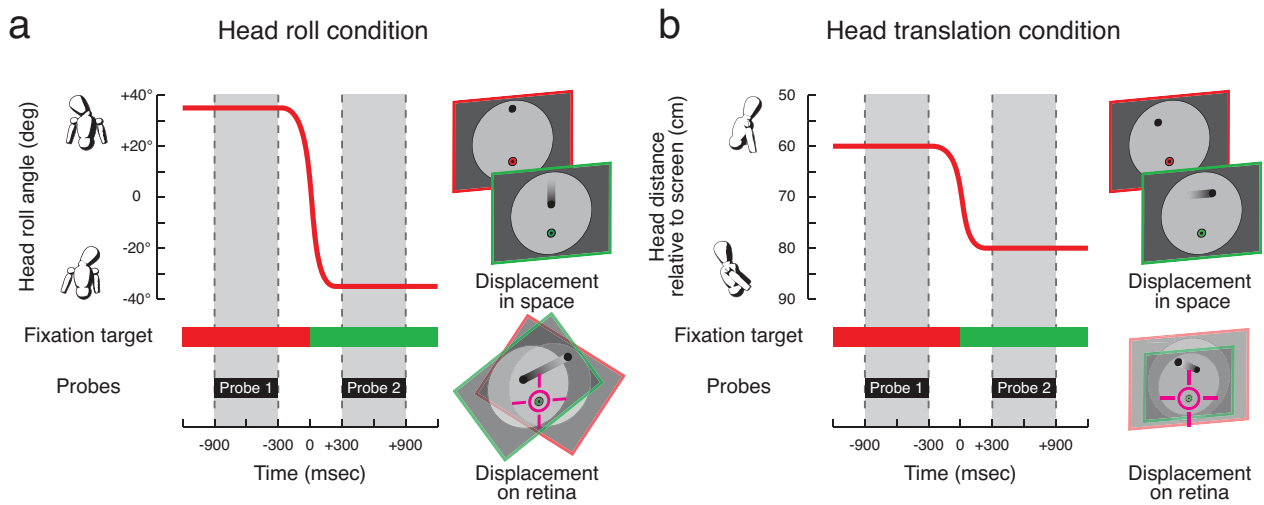 a
Head roll condition
Head roll angle (deg)
+40°
+20°
0
-20°
-40°
Displacement
in space
Fixation target
Probes
Probe 1
Probe 2
-900
-300
0
+300
+900
Time (msec)
Displacement
on retina
b
Head translation condition
Head distance
relative to screen (cm)
50
60
70
80
90
Displacement
in space
Fixation target
Probes
Probe 1
Probe 2
-900
-300
0
+300
+900
Time (msec)
Displacement
on retina